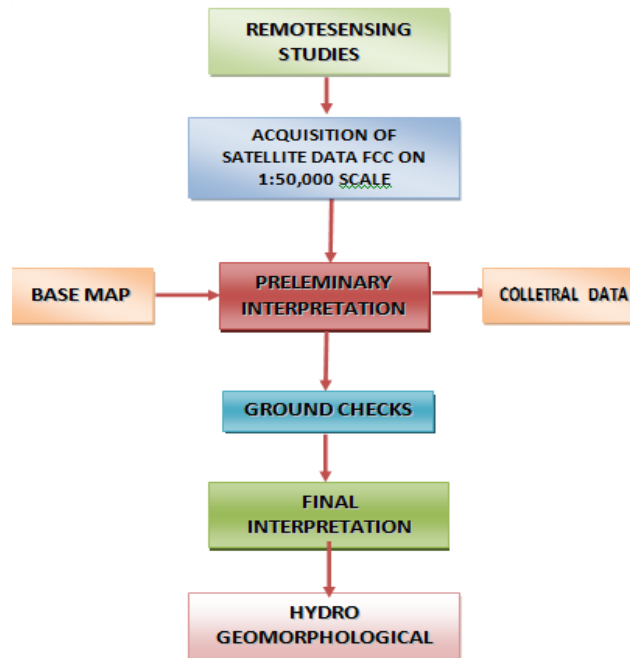 REMOTESENSING
STUDIES
ACQUISITION OF
SATELLITE DATA FCC ON
1:50,000 SCALE
BASE MAP
PRELEMINARY
INTERPRETATION
COLLETRAL DATA
GROUND CHECKS
FINAL
INTERPRETATION
HYDRO
GEOMORPHOLOGICAL